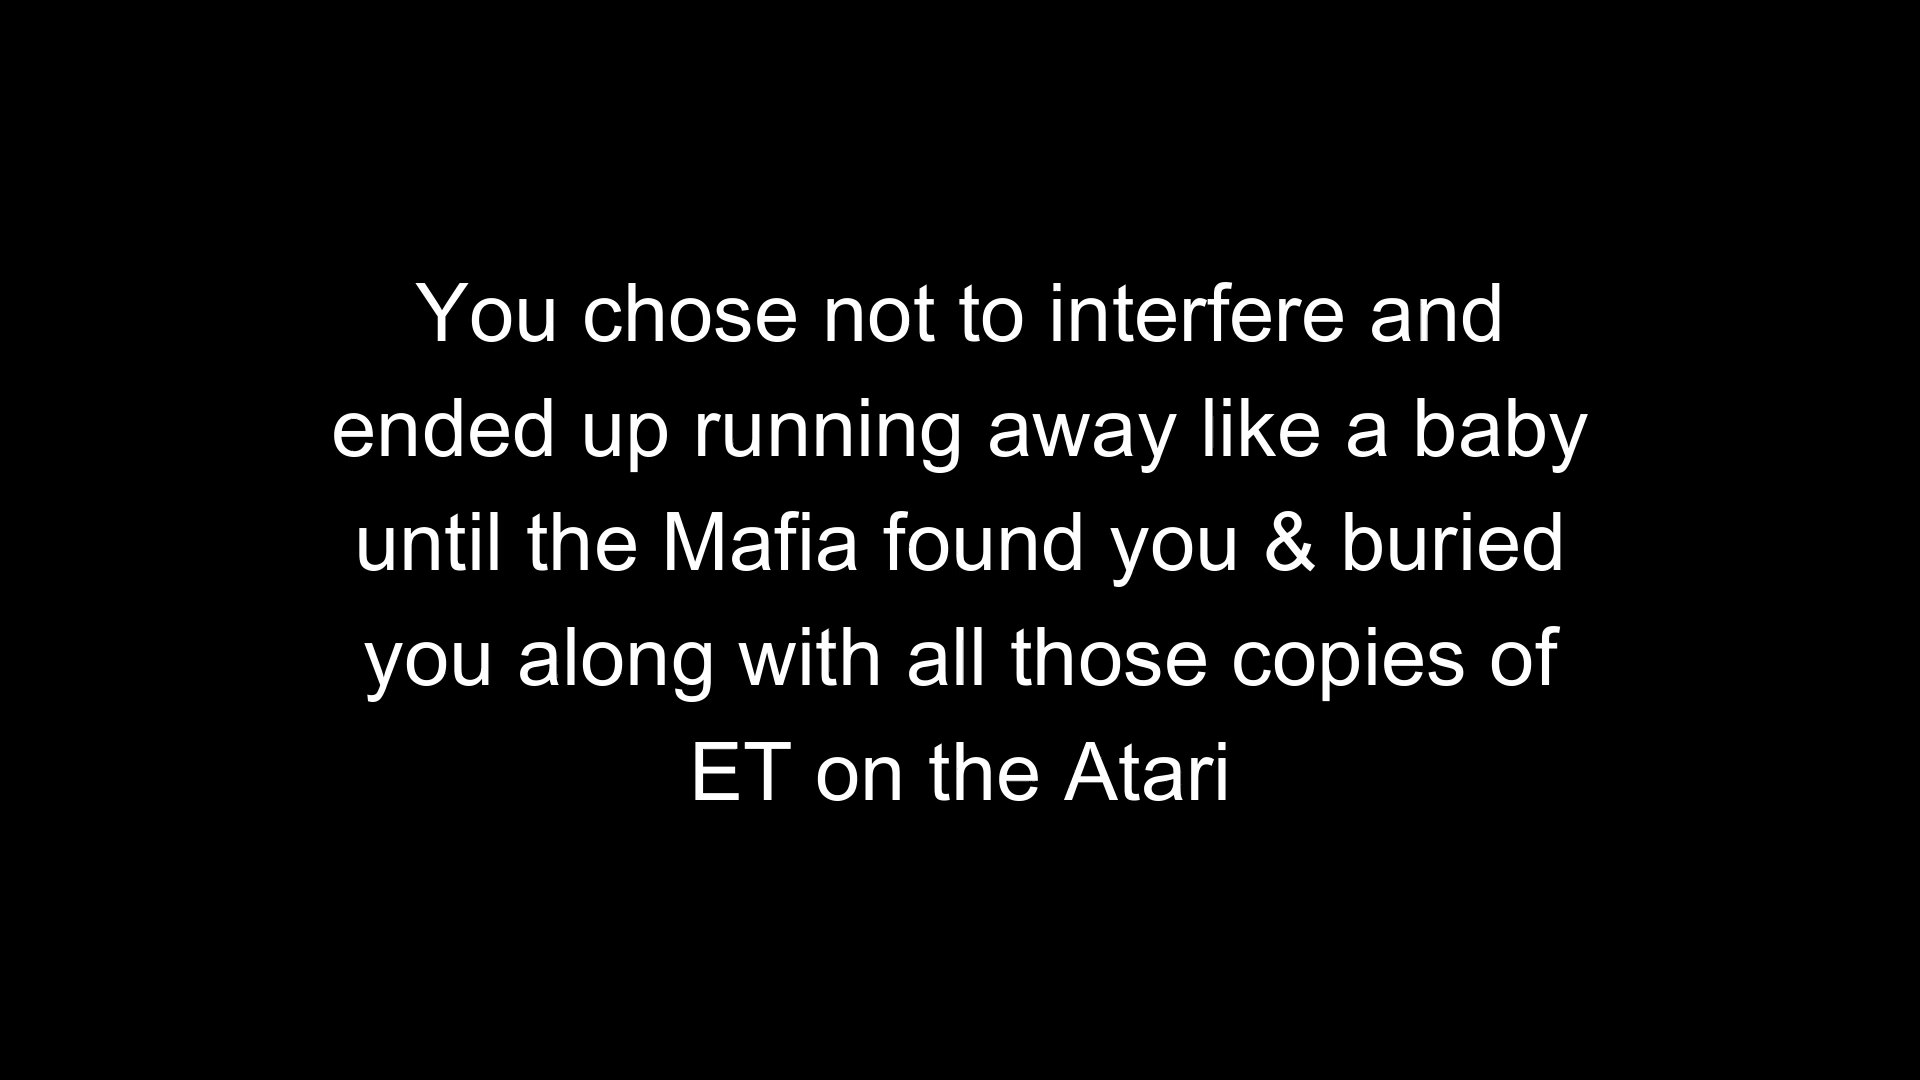 You chose not to interfere and
ended up running away like a baby
until the Mafia found you & buried
you along with all those copies of
ET on the Atari